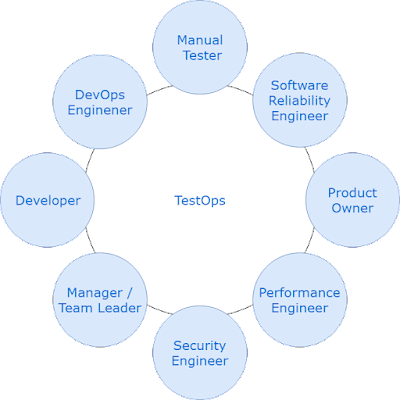 Manual
Tester
DevOps
Enginener
Software
Reliability
Engineer
Developer
TestOps
Product
Owner
Manager /
Team Leader
Performance
Engineer
Security
Engineer